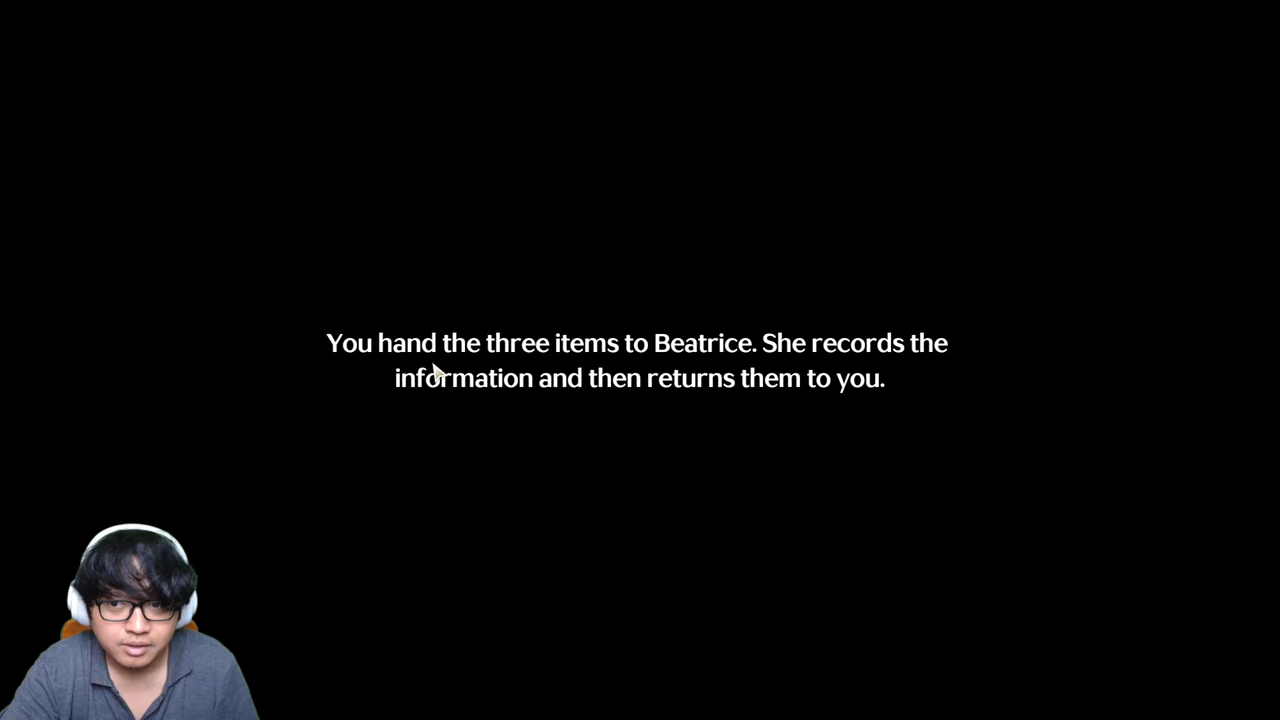 You hand the three items to Beatrice. She records the
information and then returns them to you.